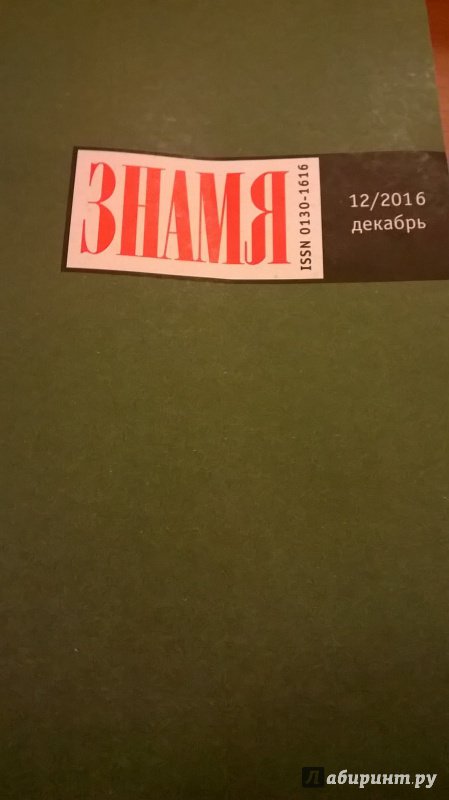 ЗНАМЯ
ISSN 0130-1616
12/2016
декабрь
Лабиринт.ру